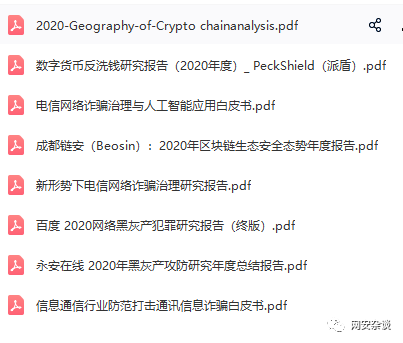 2020-Geography-of-Crypto chainanalysis.pdf
数字货币反洗钱研究报告（2020年度）_ PeckShield（派盾）.pdf
电信网络诈骗治理与人工智能应用白皮书.pdf
成都链安（Beosin）：2020年区块链生态安全态势年度报告.pdf
新形势下电信网络诈骗治理研究报告.pdf
百度 2020网络黑灰产犯罪研究报告（终版）.pdf
永安在线 2020年黑灰产攻防研究年度总结报告.pdf
信息通信行业防范打击通讯信息诈骗白皮书.pdf
网安杂谈